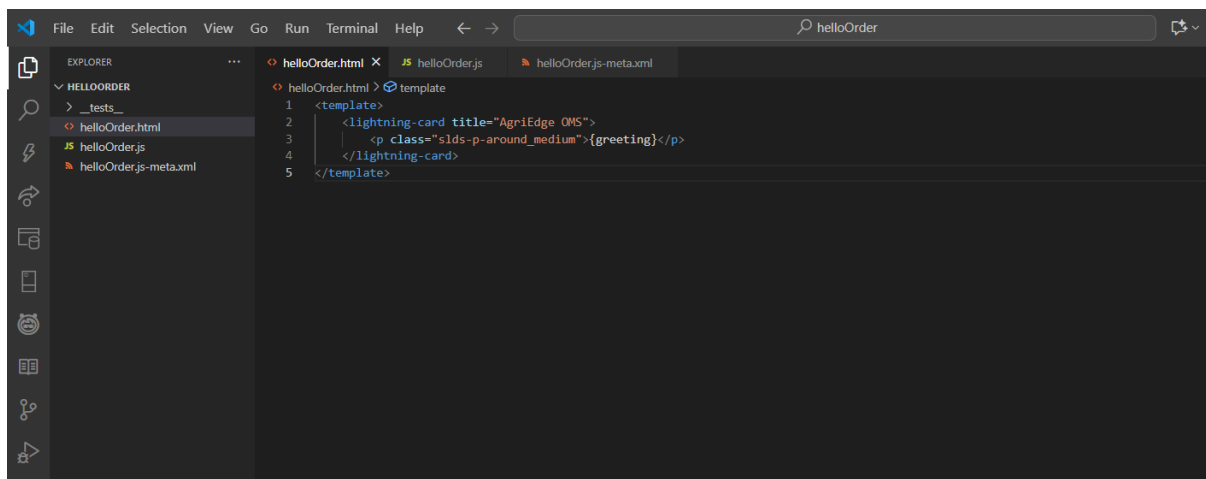 File Edit Selection View Go Run Terminal Help helloOrder
EXPLORER
HELLOORDER
__tests__
helloOrder.html
JS helloOrder.js
helloOrder.js-meta.xml
helloOrder.html JS helloOrder.js helloOrder.js-meta.xml
helloOrder.html > template
1 <template>
2 <lightning-card title="AgriEdge OMS">
3 <p class="slds-p-around_medium">{greeting}</p>
4 </lightning-card>
5 </template>